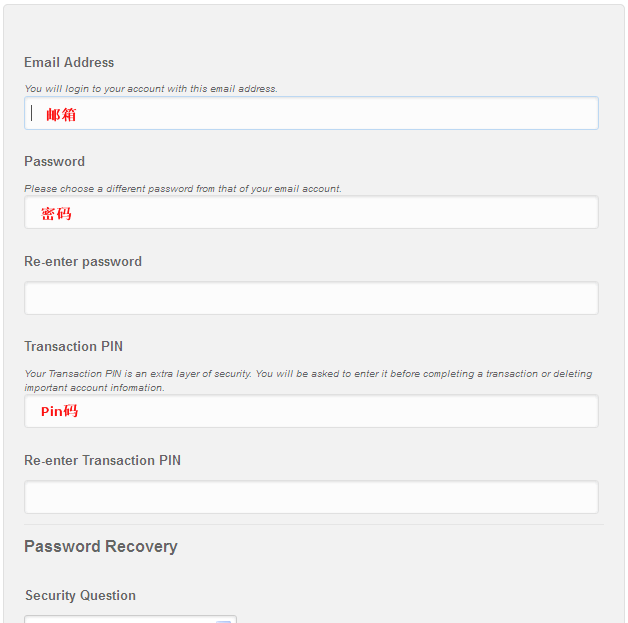 Email Address
You will login to your account with this email address.
邮箱
Password
Please choose a different password from that of your email account.
密码
Re-enter password
Transaction PIN
Your Transaction PIN is an extra layer of security. You will be asked to enter it before completing a transaction or deleting
important account infomation.
Pin码
Re-enter Transaction PIN
Password Recovery
Security Question